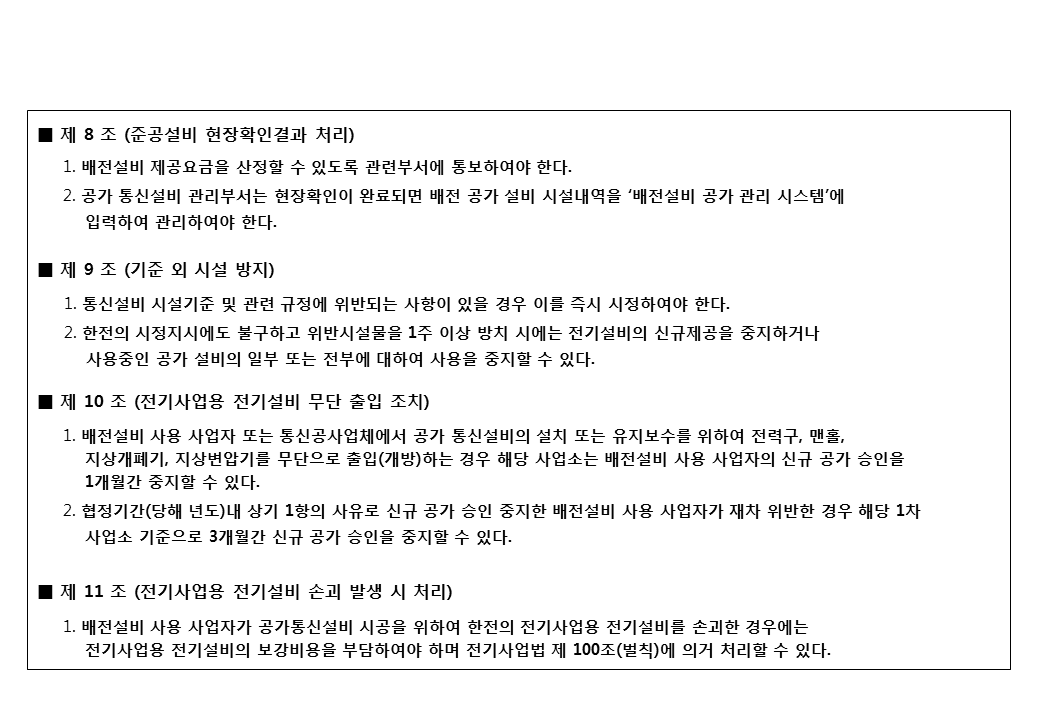 ■ 제 8 조 (준공설비 현장확인결과 처리)
1. 배전설비 제공요금을 산정할 수 있도록 관련부서에 통보하여야 한다.
2. 공가 통신설비 관리부서는 현장확인이 완료되면 배전 공가 설비 시설내역을 ‘배전설비 공가 관리 시스템’에
입력하여 관리하여야 한다.
■ 제 9 조 (기준 외 시설 방지)
1. 통신설비 시설기준 및 관련 규정에 위반되는 사항이 있을 경우 이를 즉시 시정하여야 한다.
2. 한전의 시정지시에도 불구하고 위반시설물을 1주 이상 방치 시에는 전기설비의 신규제공을 중지하거나
사용중인 공가 설비의 일부 또는 전부에 대하여 사용을 중지할 수 있다.
■ 제 10 조 (전기사업용 전기설비 무단 출입 조치)
1. 배전설비 사용 사업자 또는 통신공사업체에서 공가 통신설비의 설치 또는 유지보수를 위하여 전력구, 맨홀,
지상개폐기, 지상변압기를 무단으로 출입(개방)하는 경우 해당 사업소는 배전설비 사용 사업자의 신규 공가 승인을
1개월간 중지할 수 있다.
2. 협정기간(당해 년도)내 상기 1항의 사유로 신규 공가 승인 중지한 배전설비 사용 사업자가 재차 위반한 경우 해당 1차
사업소 기준으로 3개월간 신규 공가 승인을 중지할 수 있다.
■ 제 11 조 (전기사업용 전기설비 손괴 발생 시 처리)
1. 배전설비 사용 사업자가 공가통신설비 시공을 위하여 한전의 전기사업용 전기설비를 손괴한 경우에는
전기사업용 전기설비의 보강비용을 부담하여야 하며 전기사업법 제 100조(벌칙)에 의거 처리할 수 있다.